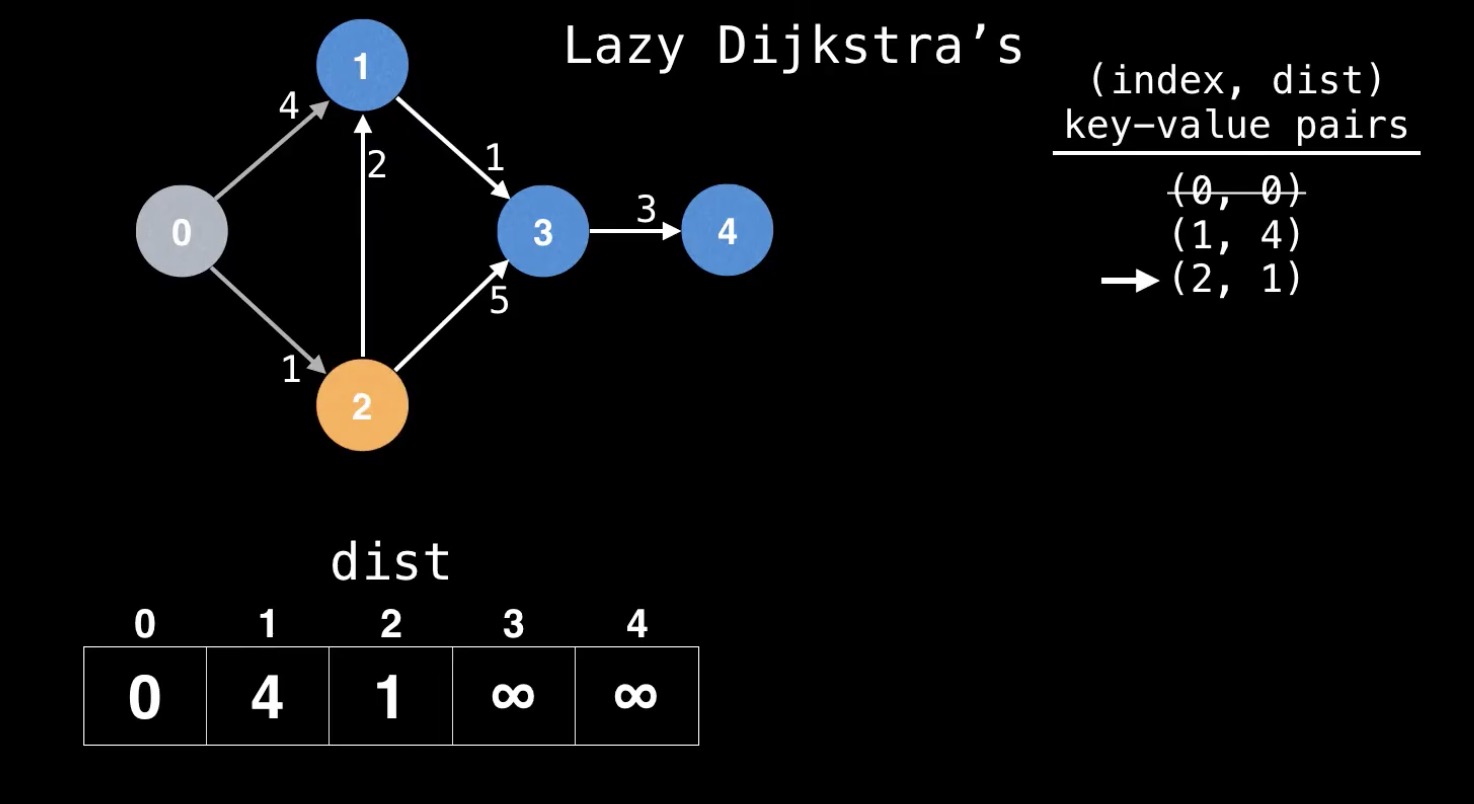 Lazy Dijkstra’s
(index, dist)
key–value pairs
(0, 0)
(1, 4)
(2, 1)
1
4
2
1
0
3
3
4
5
1
2
dist
0 1 2 3 4
0 4 1 ∞ ∞